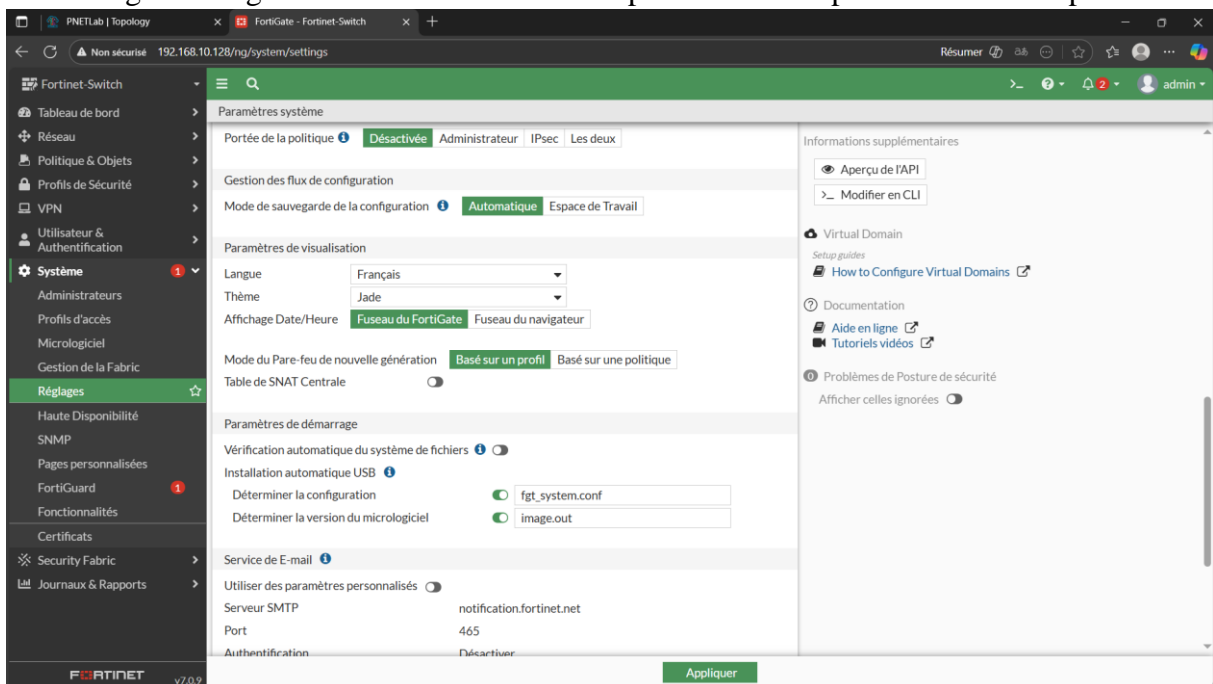 PNETLab | Topology
FortiGate - Fortinet-Switch
Non sécurisé 192.168.10.128/ng/system/settings
Résumer
Fortinet-Switch
2
admin
Tableau de bord
Réseau
Politique & Objets
Profils de Sécurité
VPN
Utilisateur &
Authentification
Système 1
Administrateurs
Profils d'accès
Micrologiciel
Gestion de la Fabric
Réglages
Haute Disponibilité
SNMP
Pages personnalisées
FortiGuard 1
Fonctionnalités
Certificats
Security Fabric
Journaux & Rapports
FORTINET v7.0.9
Paramètres système
Portée de la politique Désactivée Administrateur IPsec Les deux
Gestion des flux de configuration
Mode de sauvegarde de la configuration Automatique Espace de Travail
Paramètres de visualisation
Langue Français
Thème Jade
Affichage Date/Heure Fuseau du FortiGate Fuseau du navigateur
Mode du Pare-feu de nouvelle génération Basé sur un profil Basé sur une politique
Table de SNAT Centrale
Paramètres de démarrage
Vérification automatique du système de fichiers
Installation automatique USB
Déterminer la configuration fgt_system.conf
Déterminer la version du micrologiciel image.out
Service de E-mail
Utiliser des paramètres personnalisés
Serveur SMTP notification.fortinet.net
Port 465
Authentification Désactiver
Appliquer
Informations supplémentaires
Aperçu de l'API
>_ Modifier en CLI
Virtual Domain
Setup guides
How to Configure Virtual Domains
Documentation
Aide en ligne
Tutoriels vidéos
0 Problèmes de Posture de sécurité
Afficher celles ignorées